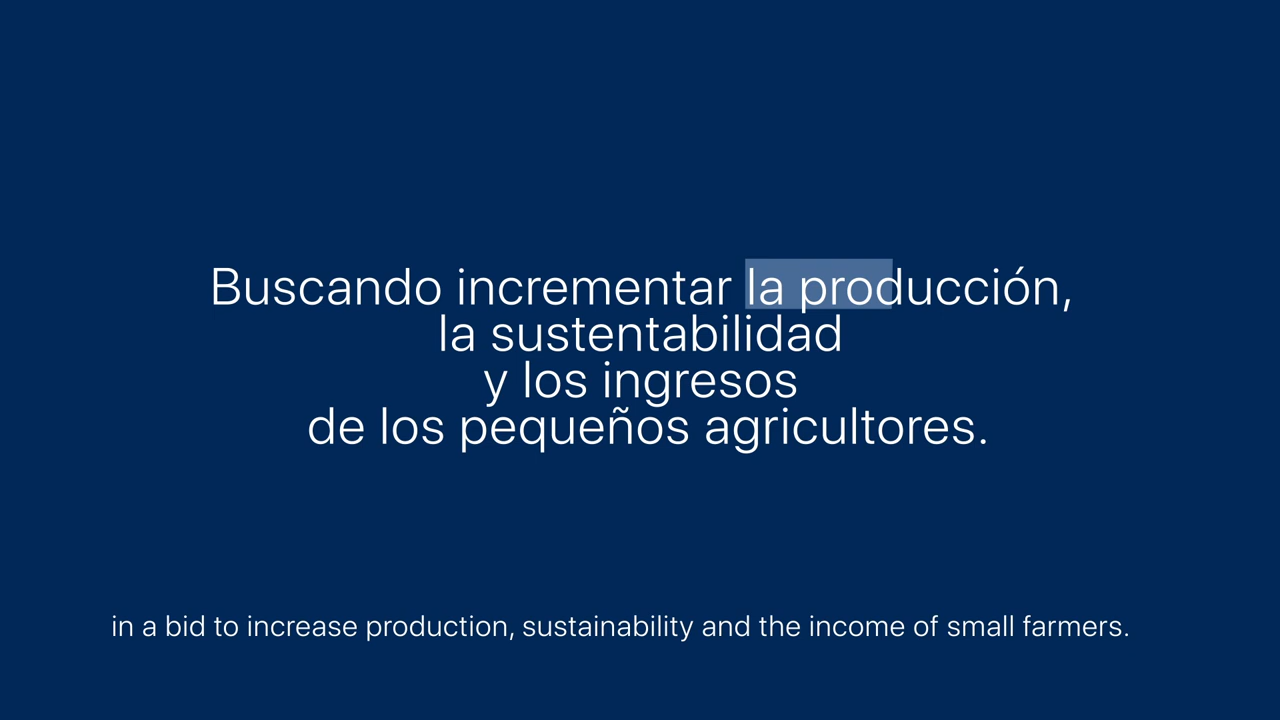 Buscando incrementar la producción,
la sustentabilidad
y los ingresos
de los pequeños agricultores.
in a bid to increase production, sustainability and the income of small farmers.